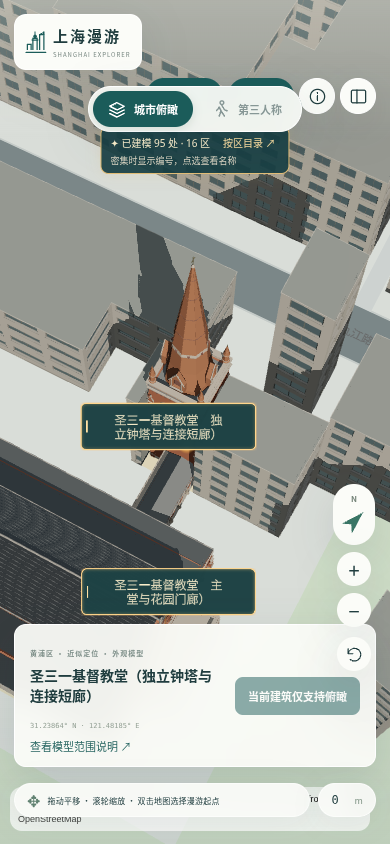 上海漫游
SHANGHAI EXPLORER
城市俯瞰
第三人称
✦ 已建模 95 处 · 16 区 按区目录 ↗
密集时显示编号，点选查看名称
圣三一基督教堂 独
立钟塔与连接短廊）
圣三一基督教堂 主
堂与花园门廊）
N
黄浦区 · 近似定位 · 外观模型
圣三一基督教堂（独立钟塔与
连接短廊）
当前建筑仅支持俯瞰
31.23864° N · 121.48185° E
查看模型范围说明 ↗
拖动平移 · 滚轮缩放 · 双击地图选漫游起点
0 m
OpenStreetMap